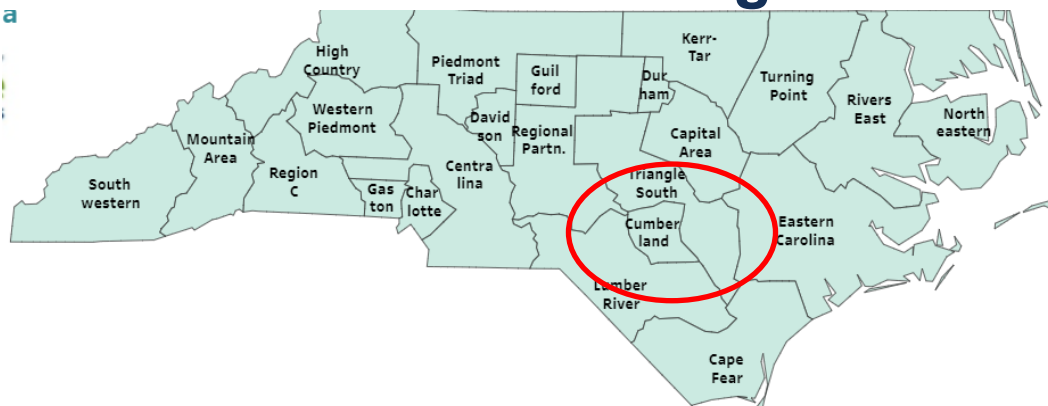 g
a
High
Country
Piedmont
Triad
Guil
ford
Dur
ham
Kerr-
Tar
Turning
Point
Rivers
East
North
eastern
Western
Piedmont
David
son
Regional
Partn.
Capital
Area
Mountain
Area
Region
C
Centra
lina
Gas
ton
Char
lotte
South
western
Triangle
South
Cumber
land
Eastern
Carolina
Lumber
River
Cape
Fear